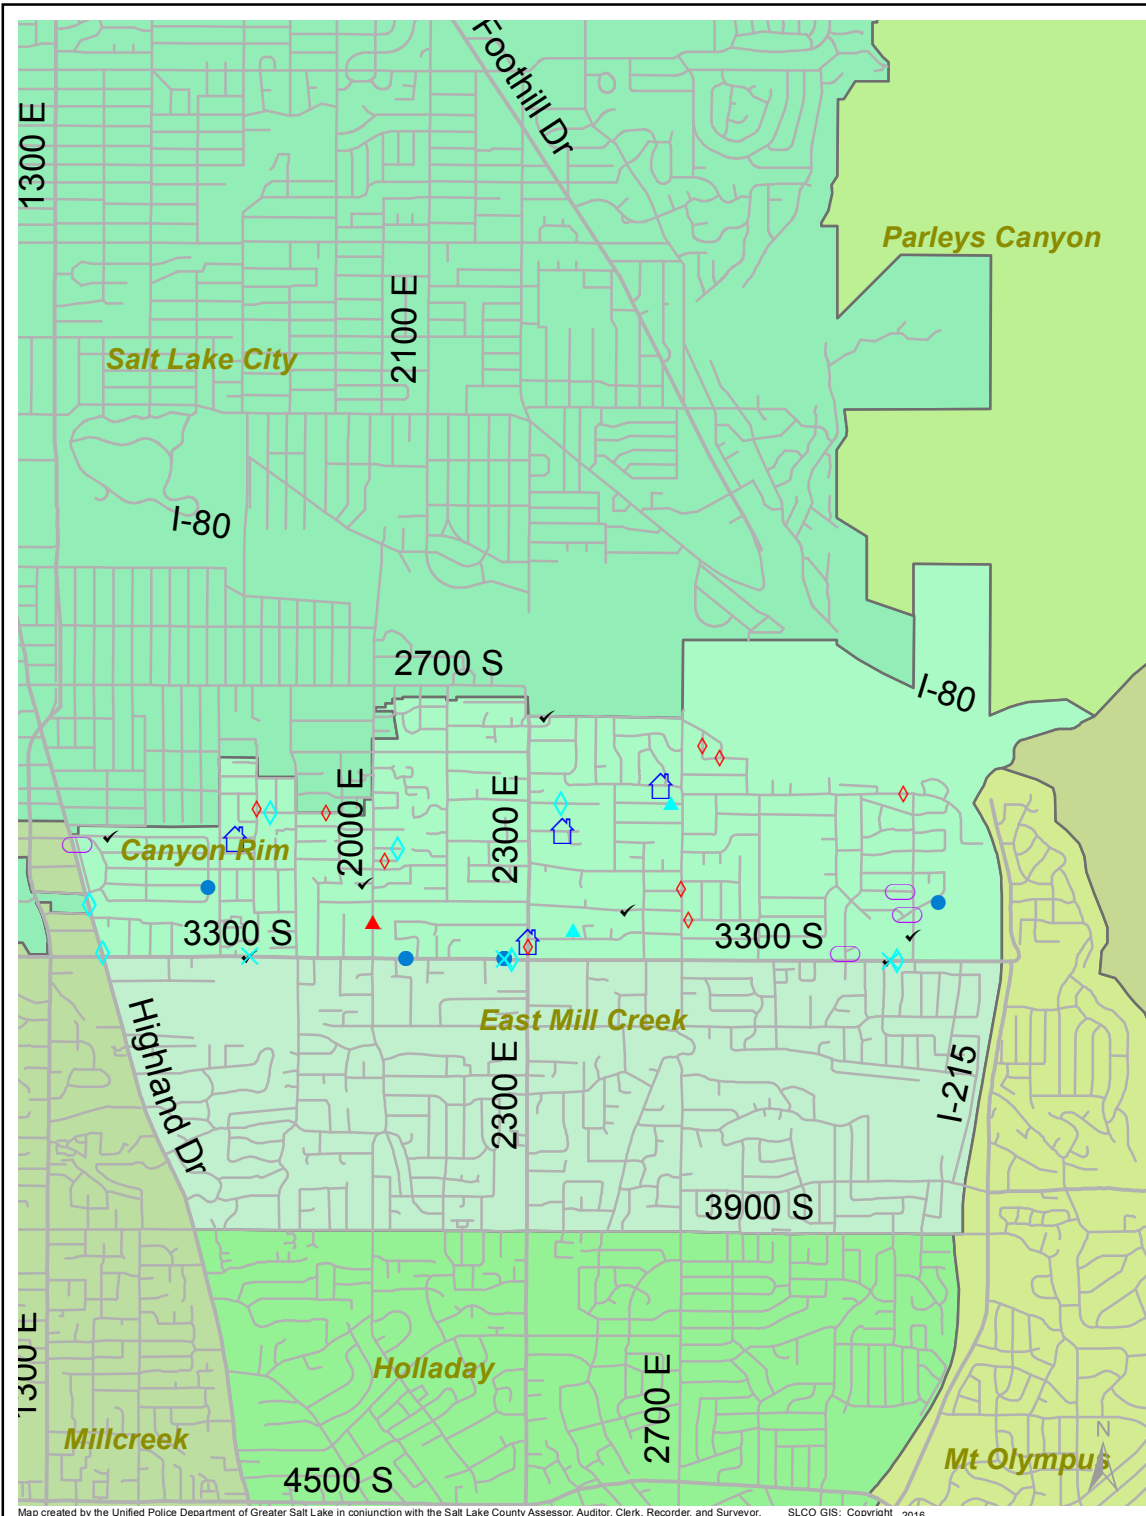 Foothill Dr
1300 E
Parleys Canyon
2100 E
Salt Lake City
I-80
2700 S
I-80
2000 E
2300 E
Canyon Rim
3300 S
3300 S
East Mill Creek
Highland Dr
2300 E
I-215
3900 S
1300 E
Holladay
2700 E
Millcreek
N
Mt Olympus
4500 S
Map created by the Unified Police Department of Greater Salt Lake in conjunction with the Salt Lake County Assessor, Auditor, Clerk, Recorder, and Surveyor. SLCO GIS: Copyright 2016